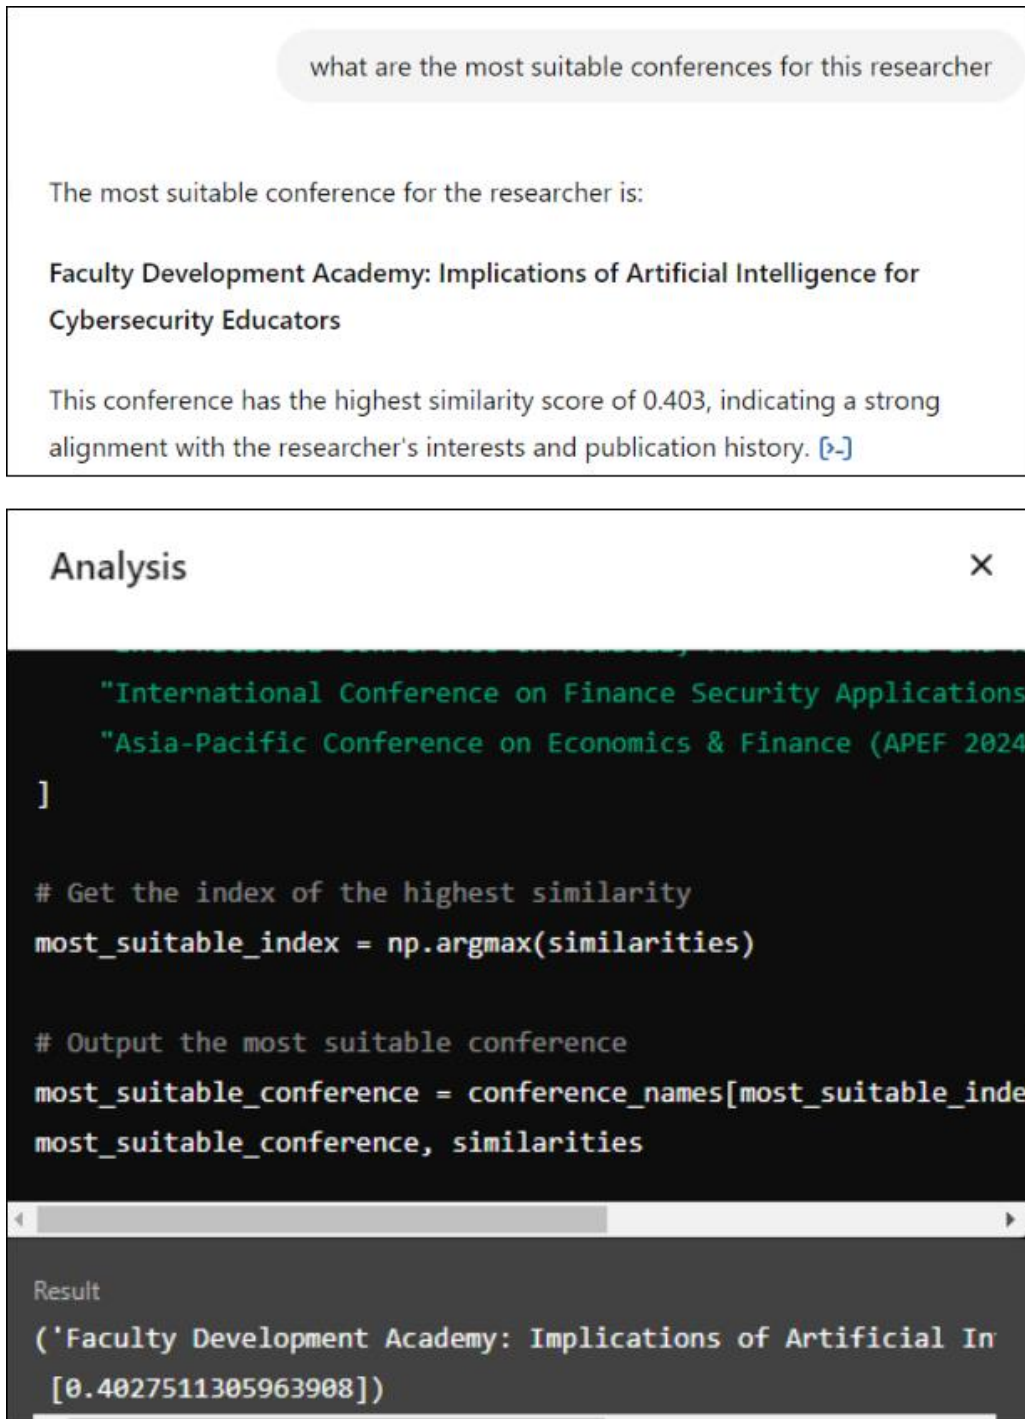 what are the most suitable conferences for this researcher
The most suitable conference for the researcher is:
Faculty Development Academy: Implications of Artificial Intelligence for
Cybersecurity Educators
This conference has the highest similarity score of 0.403, indicating a strong
alignment with the researcher's interests and publication history. [>-]
Analysis
"International Conference on Finance Security Applications
"Asia-Pacific Conference on Economics & Finance (APEF 2024
]
# Get the index of the highest similarity
most_suitable_index = np.argmax(similarities)
# Output the most suitable conference
most_suitable_conference = conference_names[most_suitable_inde
most_suitable_conference, similarities
Result
('Faculty Development Academy: Implications of Artificial In
[0.4027511305963908])